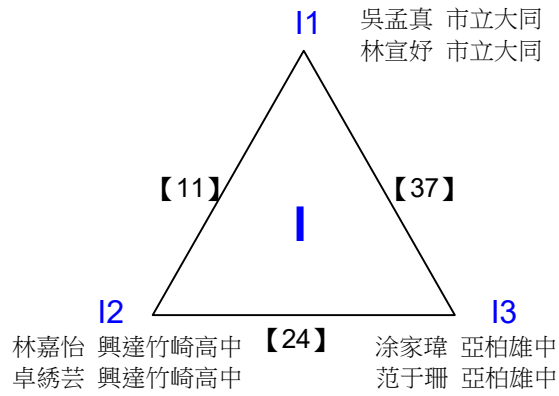 I1
吳孟真 市立大同
林宣妤 市立大同
【11】
【37】
I
I2
I3
林嘉怡 興達竹崎高中
卓綉芸 興達竹崎高中
【24】
涂家瑋 亞柏雄中
范于珊 亞柏雄中